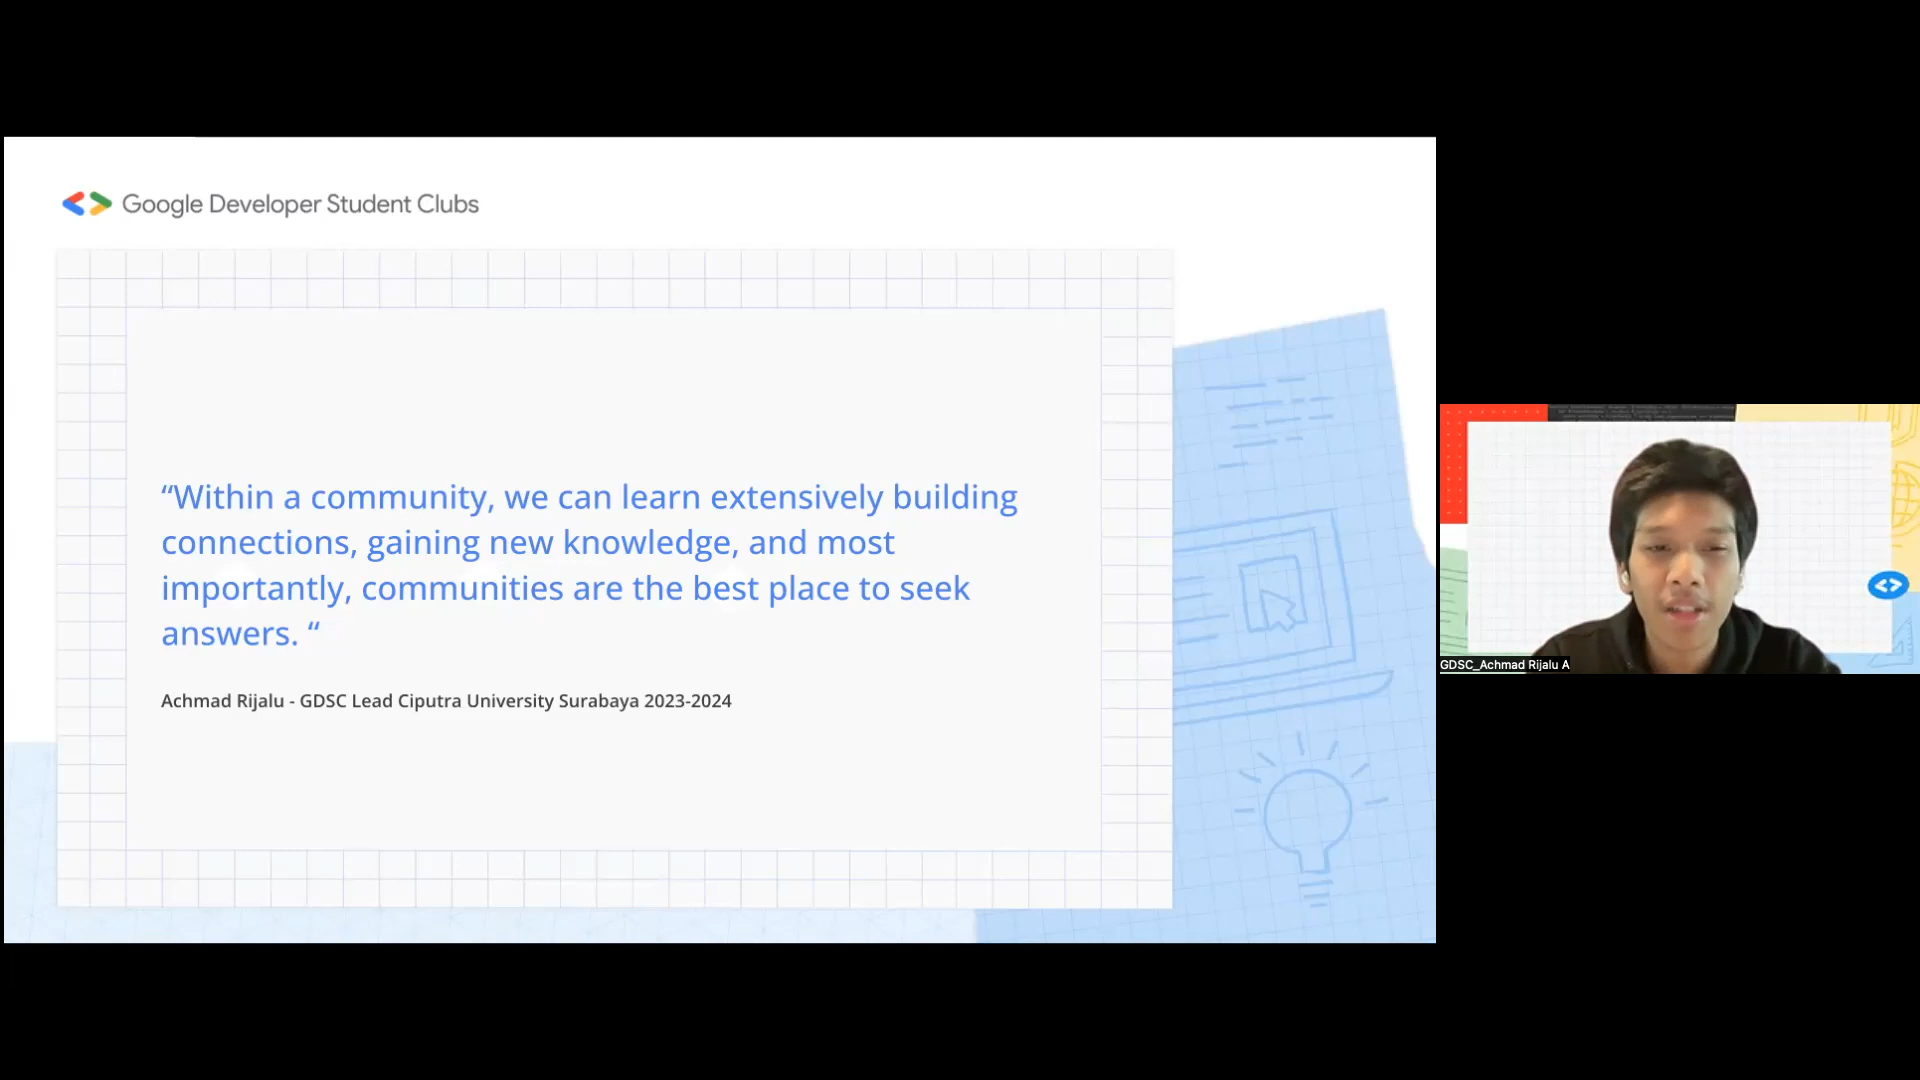 Google Developer Student Clubs
“Within a community, we can learn extensively building
connections, gaining new knowledge, and most
importantly, communities are the best place to seek
answers. “
Achmad Rijalu - GDSC Lead Ciputra University Surabaya 2023-2024
GDSC_Achmad Rijalu A